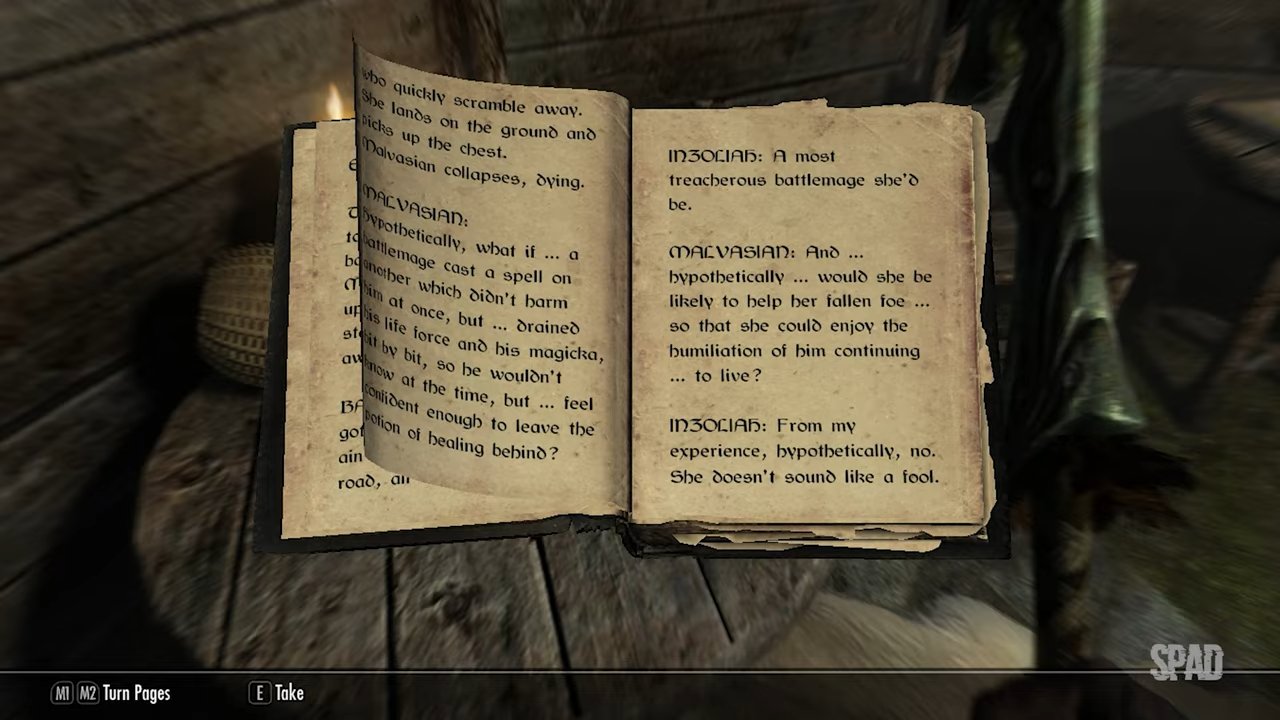 who quickly scramble away.
She lands on the ground and
picks up the chest.
Malvasian collapses, dying.
MALVASIAN:
Hypothetically, what if ... a
battlemage cast a spell on
another which didn't harm
him at once, but ... drained
his life force and his magicka,
bit by bit, so he wouldn't
know at the time, but ... feel
confident enough to leave the
potion of healing behind?
road,
INZOLIAH: A most
treacherous battlemage she'd
be.
MALVASIAN: And ...
hypothetically ... would she be
likely to help her fallen foe ...
so that she could enjoy the
humiliation of him continuing
... to live?
INZOLIAH: From my
experience, hypothetically, no.
She doesn't sound like a fool.
SPAD
M1 M2 Turn Pages
E Take